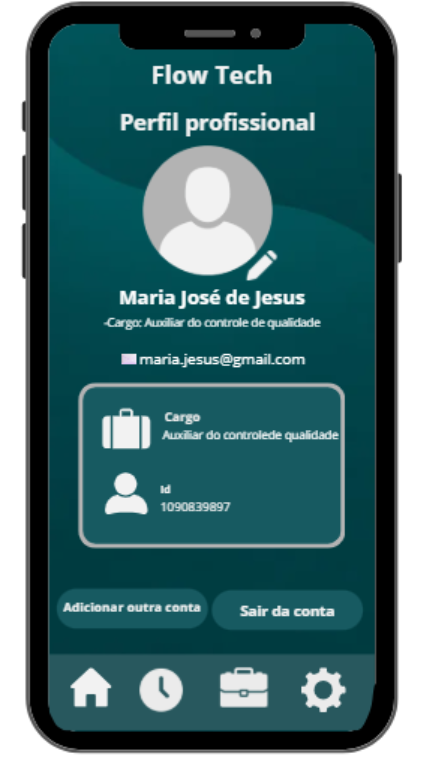 Flow Tech
Perfil profissional
Maria José de Jesus
-Cargo: Auxiliar do controle de qualidade
maria.jesus@gmail.com
Cargo
Auxiliar do controlede qualidade
Id
1090839897
Adicionar outra conta
Sair da conta